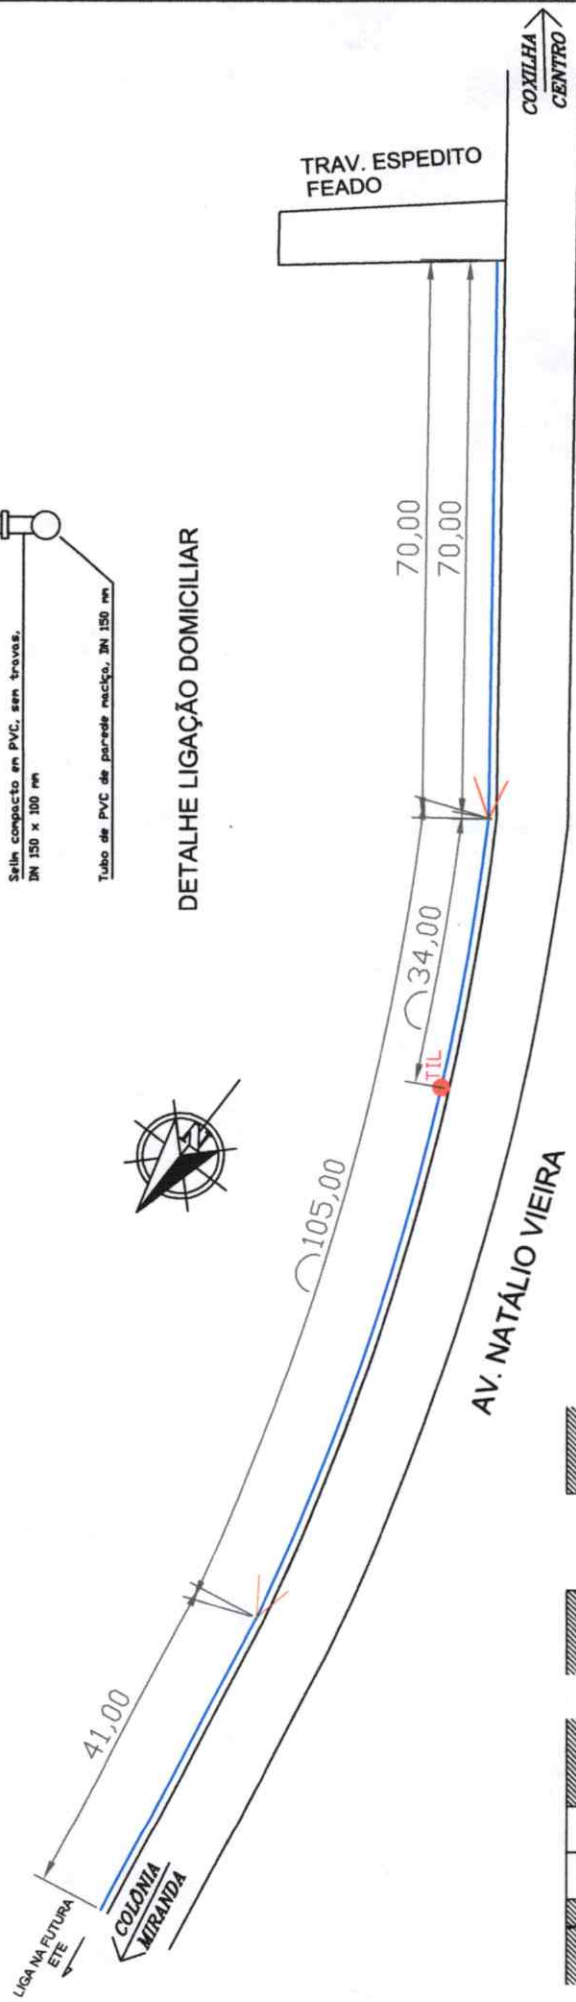 COXILHA
CENTRO
TRAV. ESPEDITO
FEADO
Selim compacto em PVC, sem travas,
DN 150 x 100 mm
Tubo de PVC de parede maciça, DN 150 mm
DETALHE LIGAÇÃO DOMICILIAR
70,00
70,00
34,00
TIL
105,00
AV. NATÁLIO VIEIRA
41,00
COLÔNIA
MIRANDA
LIGA NA FUTURA
ETE